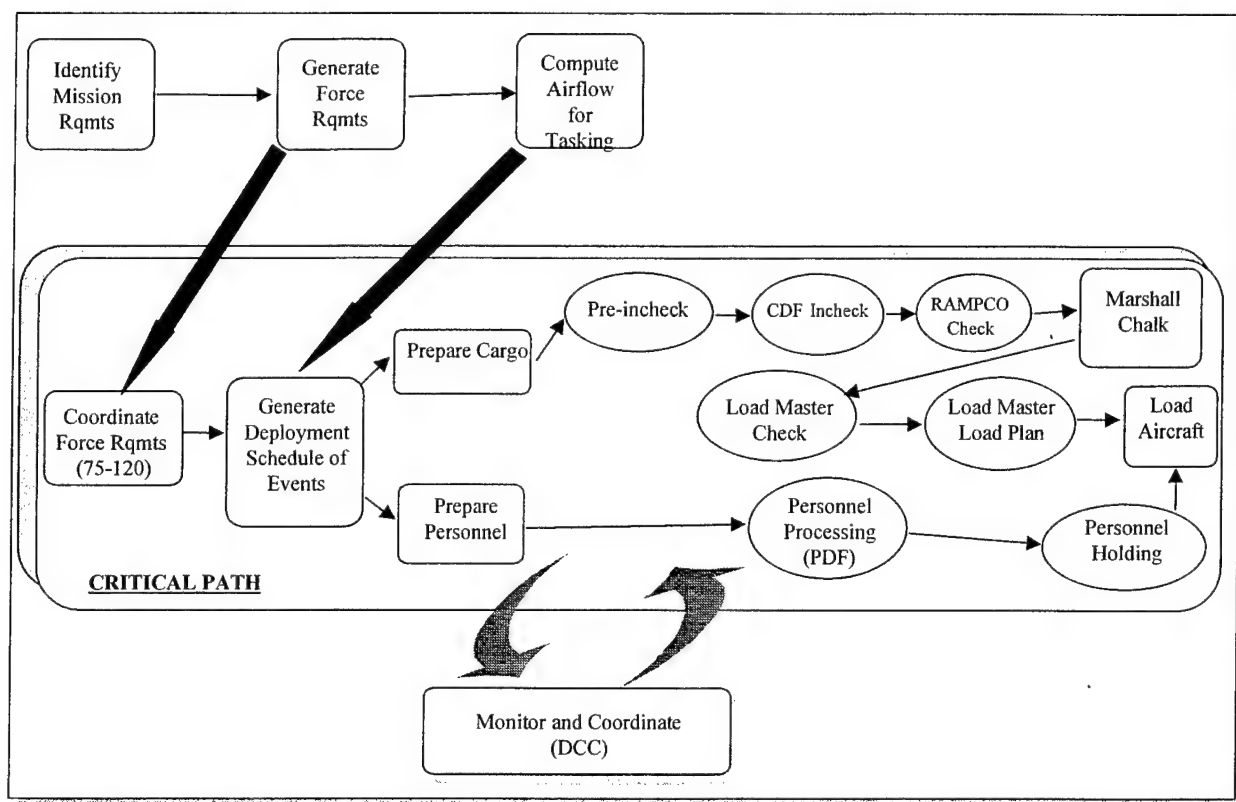 Identify
Mission
Rqmts
Generate
Force
Rqmts
Compute
Airflow
for
Tasking
Pre-incheck
CDF Incheck
RAMPCO
Check
Marshall
Chalk
Prepare Cargo
Coordinate
Force Rqmts
(75-120)
Generate
Deployment
Schedule of
Events
Load Master
Check
Load Master
Load Plan
Load
Aircraft
Prepare
Personnel
Personnel
Processing
(PDF)
Personnel
Holding
CRITICAL PATH
Monitor and Coordinate
(DCC)